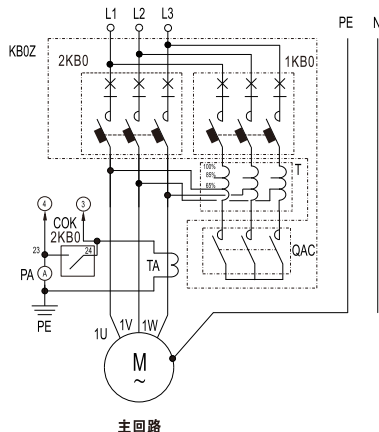 L1 L2 L3 PE N
KB0Z 2KB0 1KB0
100%
85%
65%
T
4 3
COK
2KB0
23 24
QAC
TA
PA A
PE
1U 1V 1W
M
~
主回路